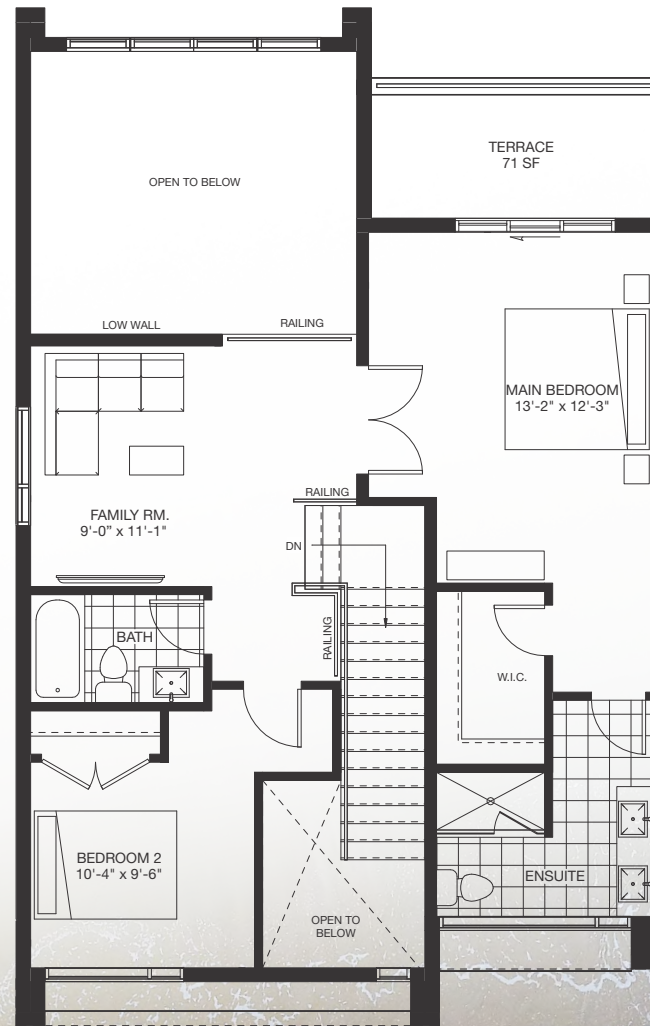 TERRACE
71 SF
OPEN TO BELOW
LOW WALL
RAILING
MAIN BEDROOM
13'-2" x 12'-3"
RAILING
FAMILY RM.
9'-0” x 11'-1"
DN
RAILING
BATH
W.I.C.
BEDROOM 2
10'-4" x 9'-6"
ENSUITE
OPEN TO
BELOW